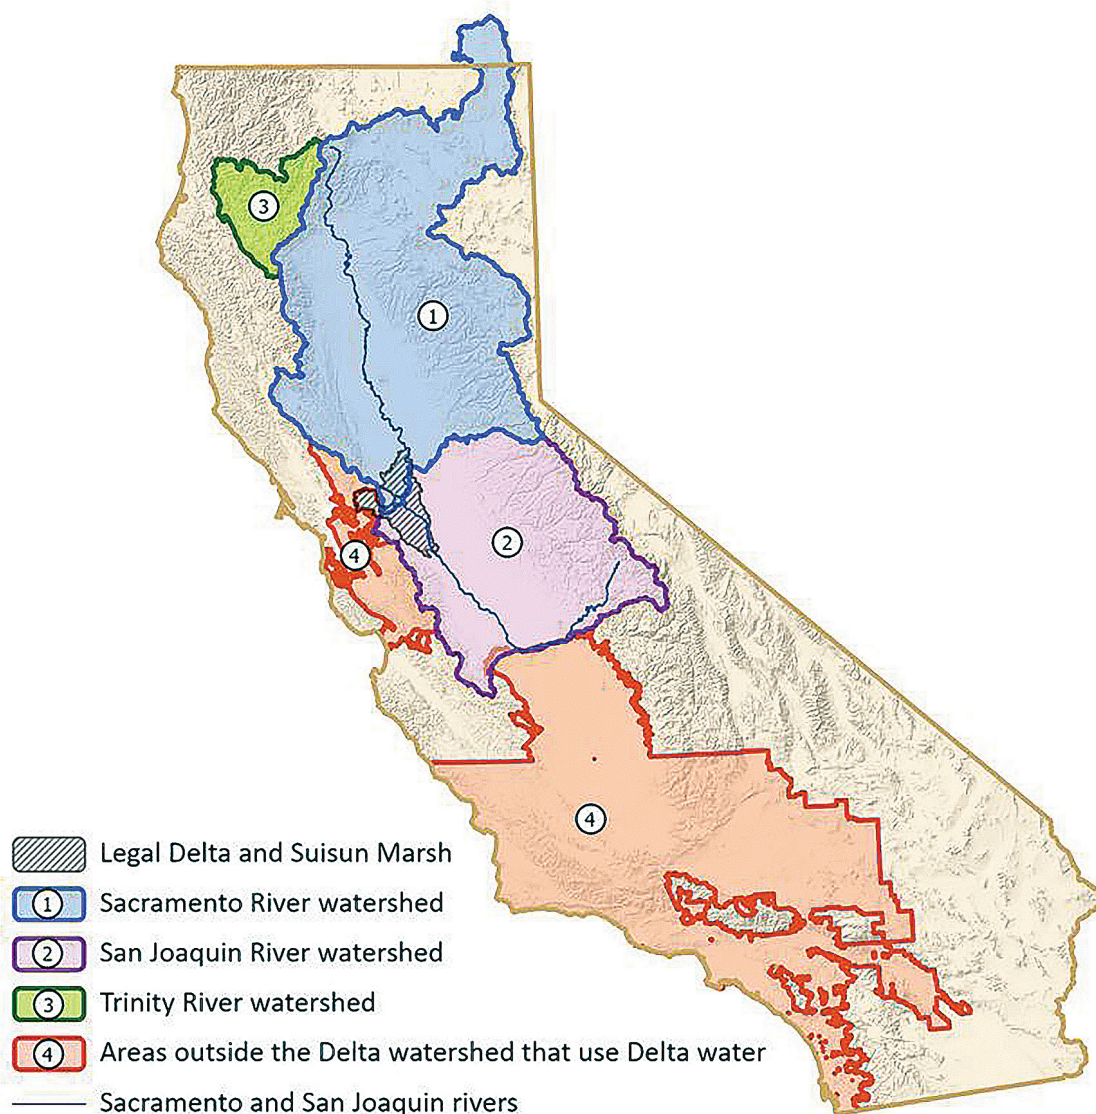 3
1
2
4
4
Legal Delta and Suisun Marsh
1 Sacramento River watershed
2 San Joaquin River watershed
3 Trinity River watershed
4 Areas outside the Delta watershed that use Delta water
Sacramento and San Joaquin rivers